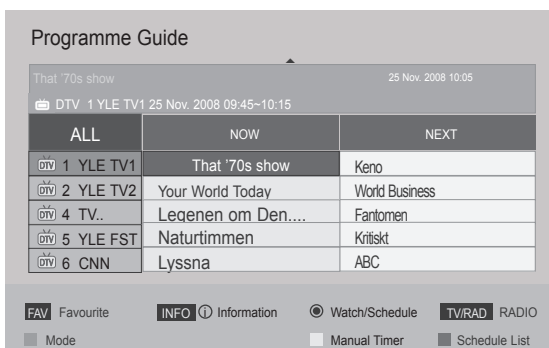 Programme Guide
That '70s show 25 Nov. 2008 10:05
DTV 1 YLE TV1 25 Nov. 2008 09:45~10:15
ALL NOW NEXT
DTV 1 YLE TV1 That '70s show Keno
DTV 2 YLE TV2 Your World Today World Business
DTV 4 TV.. Legenen om Den.... Fantomen
DTV 5 YLE FST Naturtimmen Kritiskt
DTV 6 CNN Lyssna ABC
FAV Favourite INFO i Information Watch/Schedule TV/RAD RADIO
Mode Manual Timer Schedule List